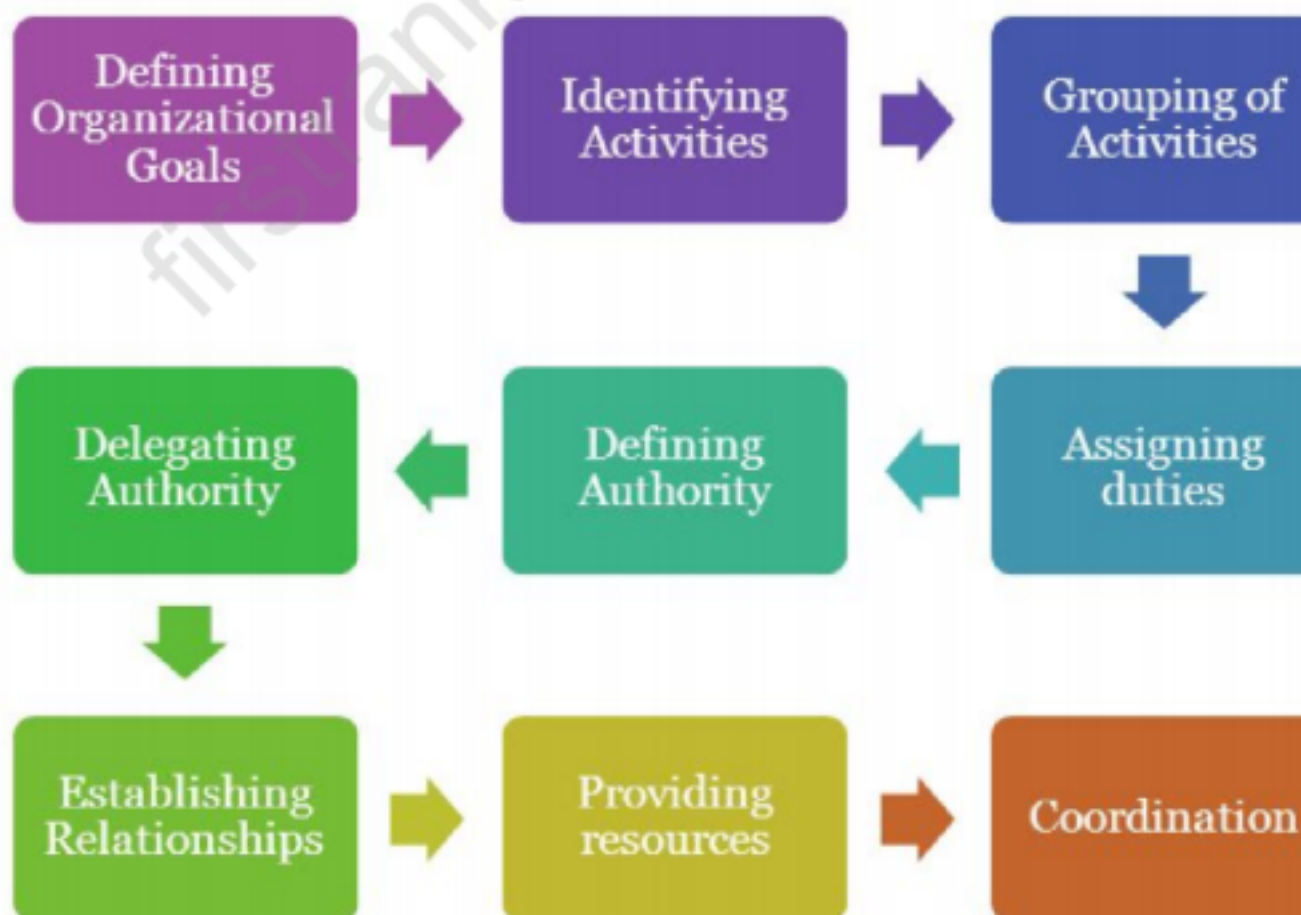 Defining
Organizational
Goals
Identifying
Activities
Grouping of
Activities
Assigning
duties
Defining
Authority
Delegating
Authority
Establishing
Relationships
Providing
resources
Coordination